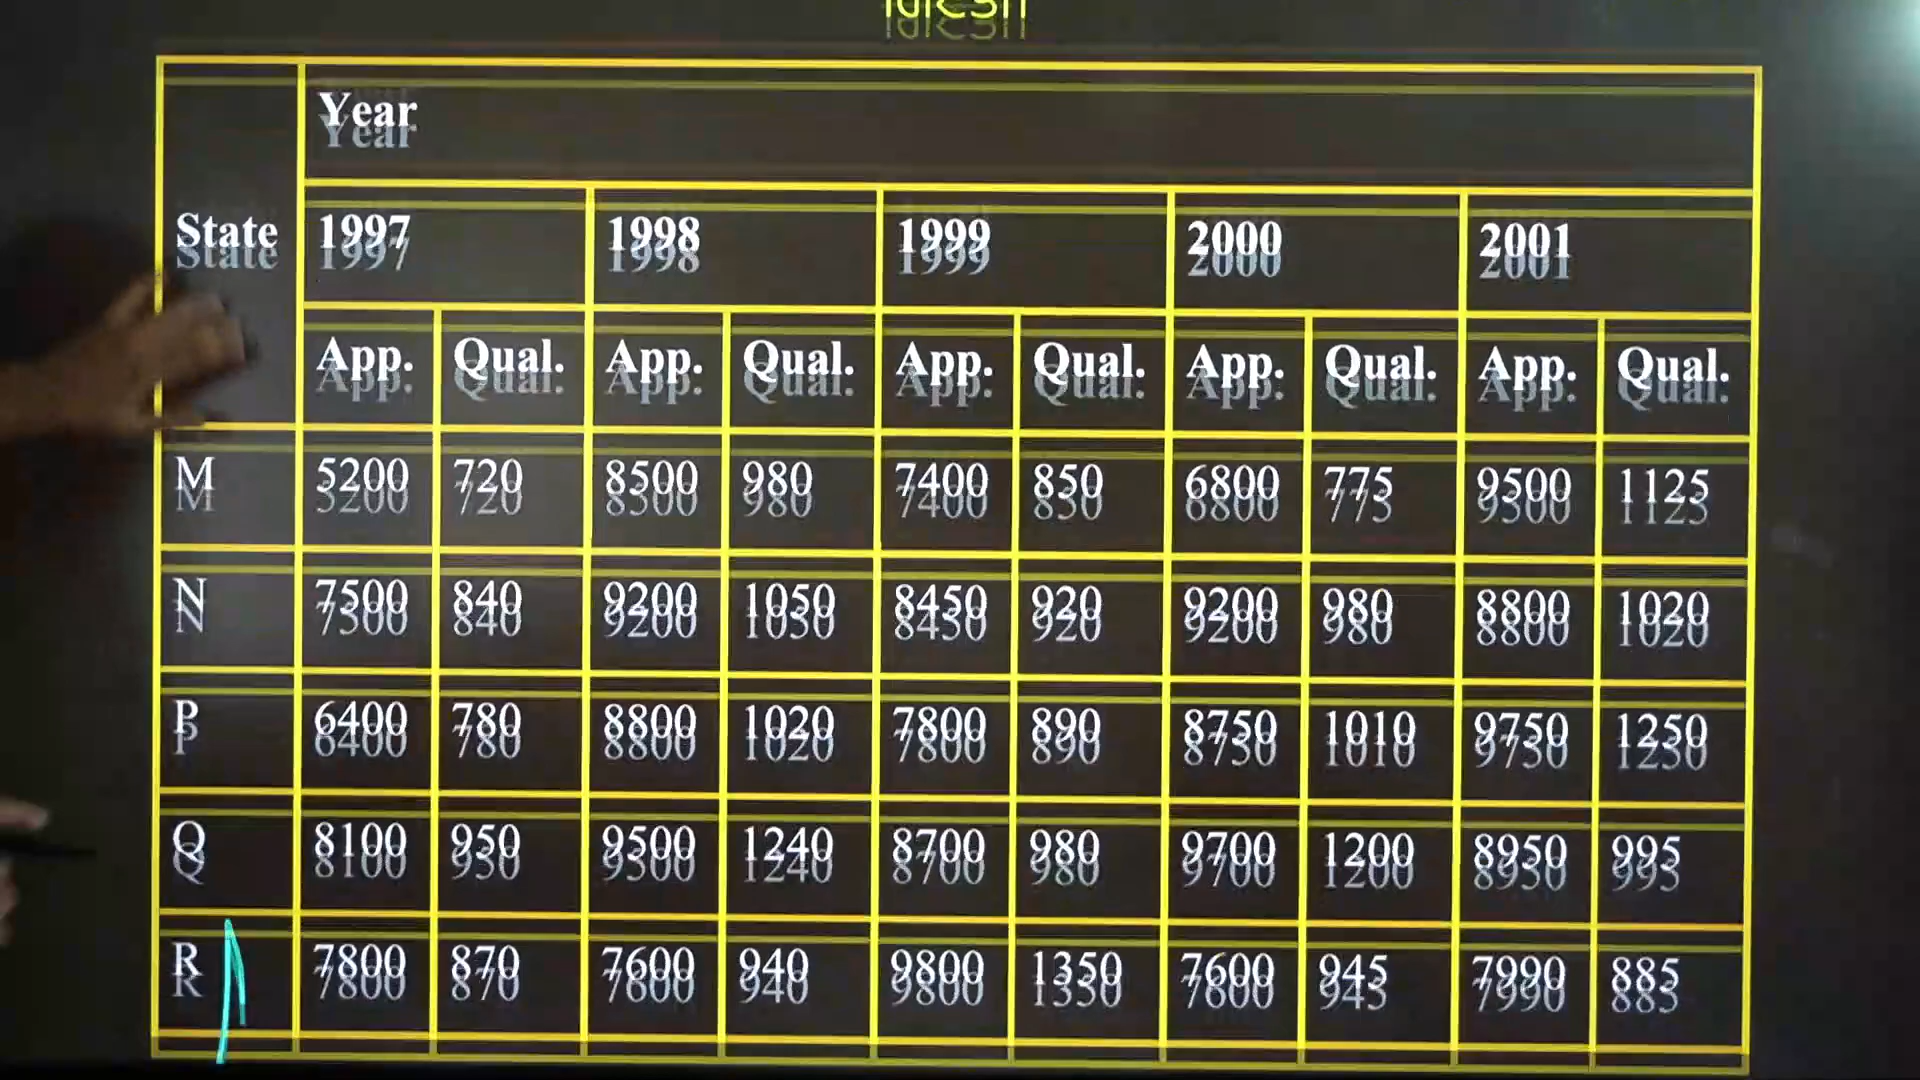 Year
State 1997 1998 1999 2000 2001
App. Qual. App. Qual. App. Qual. App. Qual. App. Qual.
M 5200 720 8500 980 7400 850 6800 775 9500 1125
N 7500 840 9200 1050 8450 920 9200 980 8800 1020
P 6400 780 8800 1020 7800 890 8750 1010 9750 1250
Q 8100 950 9500 1240 8700 980 9700 1200 8950 995
R 7800 870 7600 940 9800 1350 7600 945 7990 885